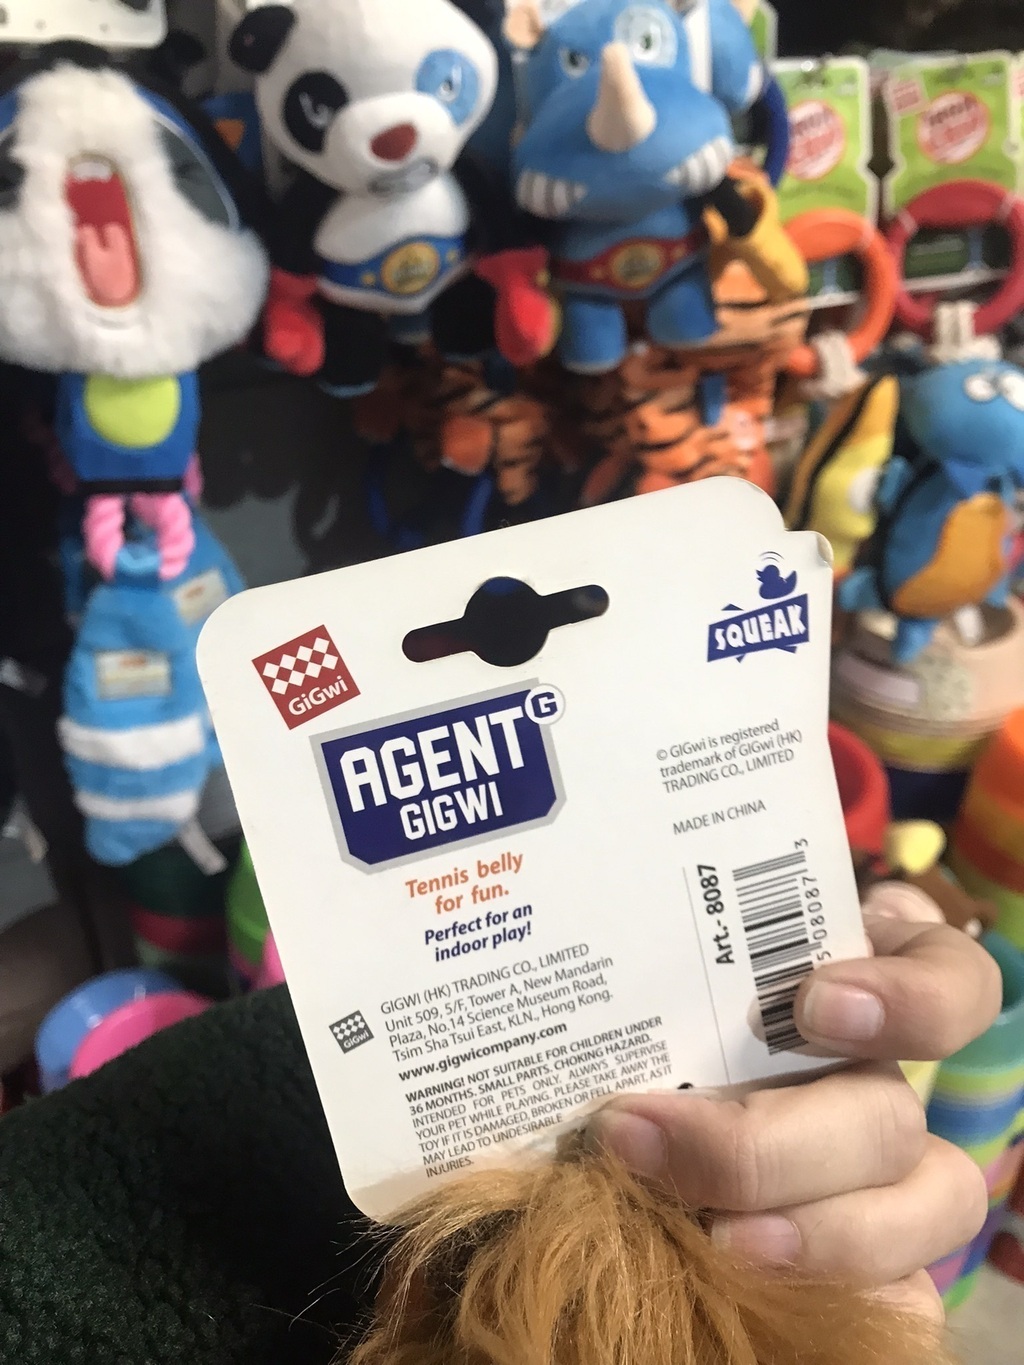 GiGwi
SQUEAK
AGENT G
GIGWI
Tennis belly
for fun.
Perfect for an
indoor play!
© GiGwi is registered
trademark of GiGwi (HK)
TRADING CO., LIMITED
MADE IN CHINA
Art.- 8087
GIGWI (HK) TRADING CO., LIMITED
Unit 509, 5/F, Tower A, New Mandarin
Plaza, No.14 Science Museum Road,
Tsim Sha Tsui East, KLN., Hong Kong.
GiGwi
www.gigwicompany.com
WARNING! NOT SUITABLE FOR CHILDREN UNDER
36 MONTHS. SMALL PARTS. CHOKING HAZARD.
INTENDED FOR PETS ONLY. ALWAYS SUPERVISE
YOUR PET WHILE PLAYING. PLEASE TAKE AWAY THE
TOY IF IT IS DAMAGED, BROKEN OR FELL APART, AS IT
MAY LEAD TO UNDESIRABLE
INJURIES.
5 08087 3